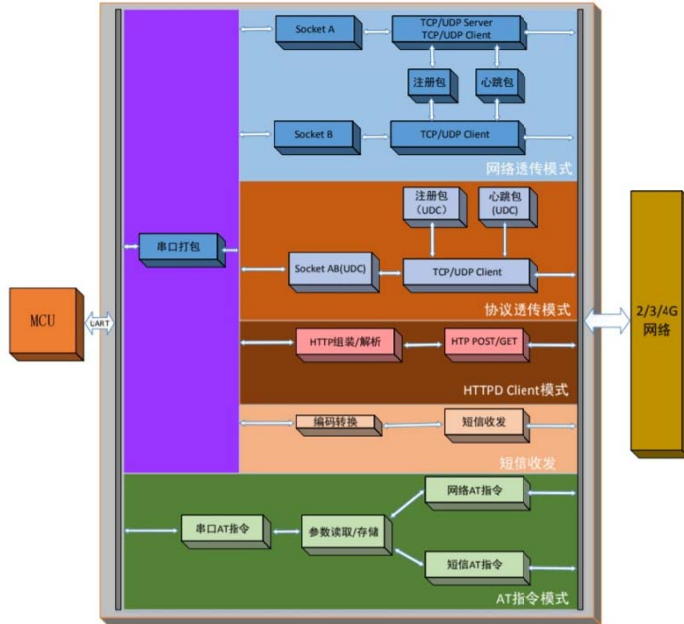 Socket A
TCP/UDP Server
TCP/UDP Client
注册包
心跳包
Socket B
TCP/UDP Client
网络透传模式
注册包
（UDC）
心跳包
(UDC)
串口打包
Socket AB(UDC)
TCP/UDP Client
协议透传模式
MCU
UART
2/3/4G
网络
HTTP组装/解析
HTP POST/GET
HTTPD Client模式
编码转换
短信收发
短信收发
网络AT指令
串口AT指令
参数读取/存储
短信AT指令
AT指令模式